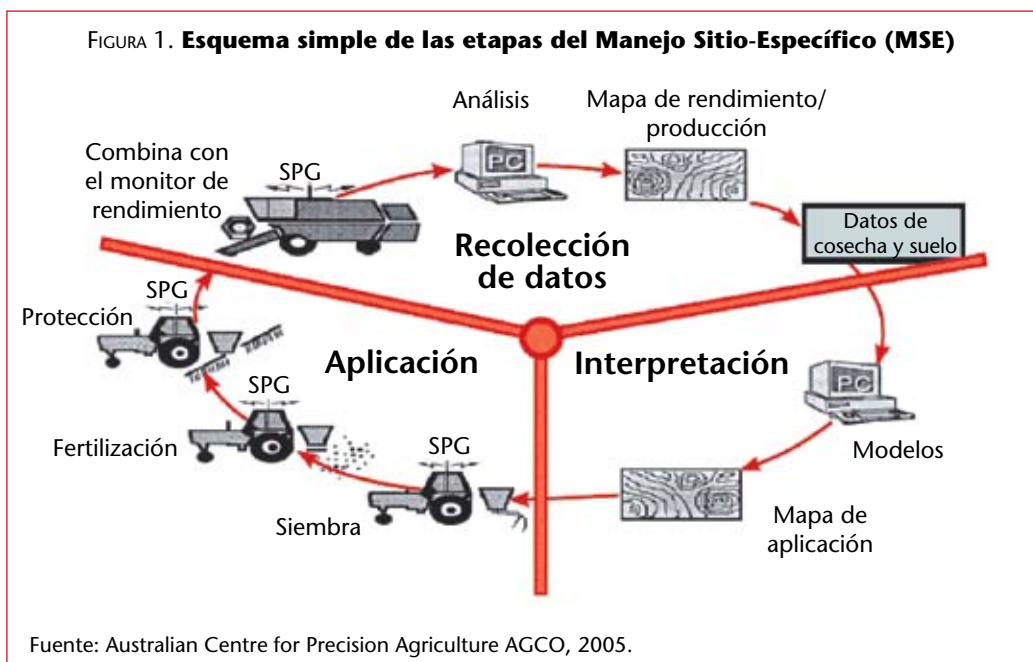 FIGURA 1. Esquema simple de las etapas del Manejo Sitio-Específico (MSE)
Análisis
Mapa de rendimiento/
producción
Combina con
el monitor de
rendimiento
SPG
PC
Datos de
cosecha y suelo
Recolección
de datos
SPG
Protección
Aplicación
Interpretación
PC
SPG
Fertilización
SPG
Modelos
Siembra
Mapa de
aplicación
Fuente: Australian Centre for Precision Agriculture AGCO, 2005.